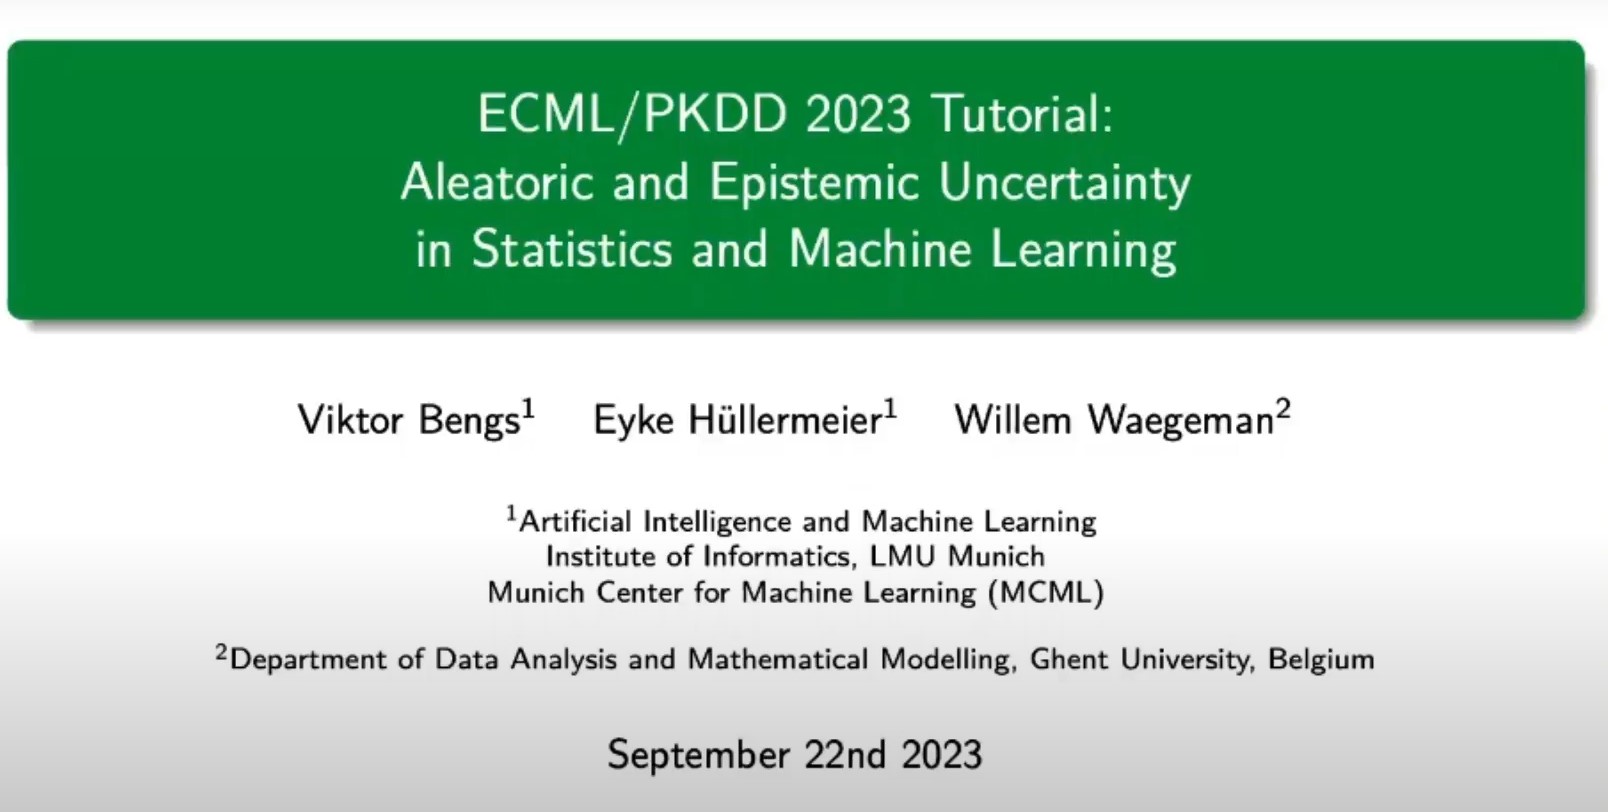 ECML/PKDD 2023 Tutorial:
Aleatoric and Epistemic Uncertainty
in Statistics and Machine Learning
Viktor Bengs¹ Eyke Hüllermeier¹ Willem Waegeman²
¹Artificial Intelligence and Machine Learning
Institute of Informatics, LMU Munich
Munich Center for Machine Learning (MCML)
²Department of Data Analysis and Mathematical Modelling, Ghent University, Belgium
September 22nd 2023